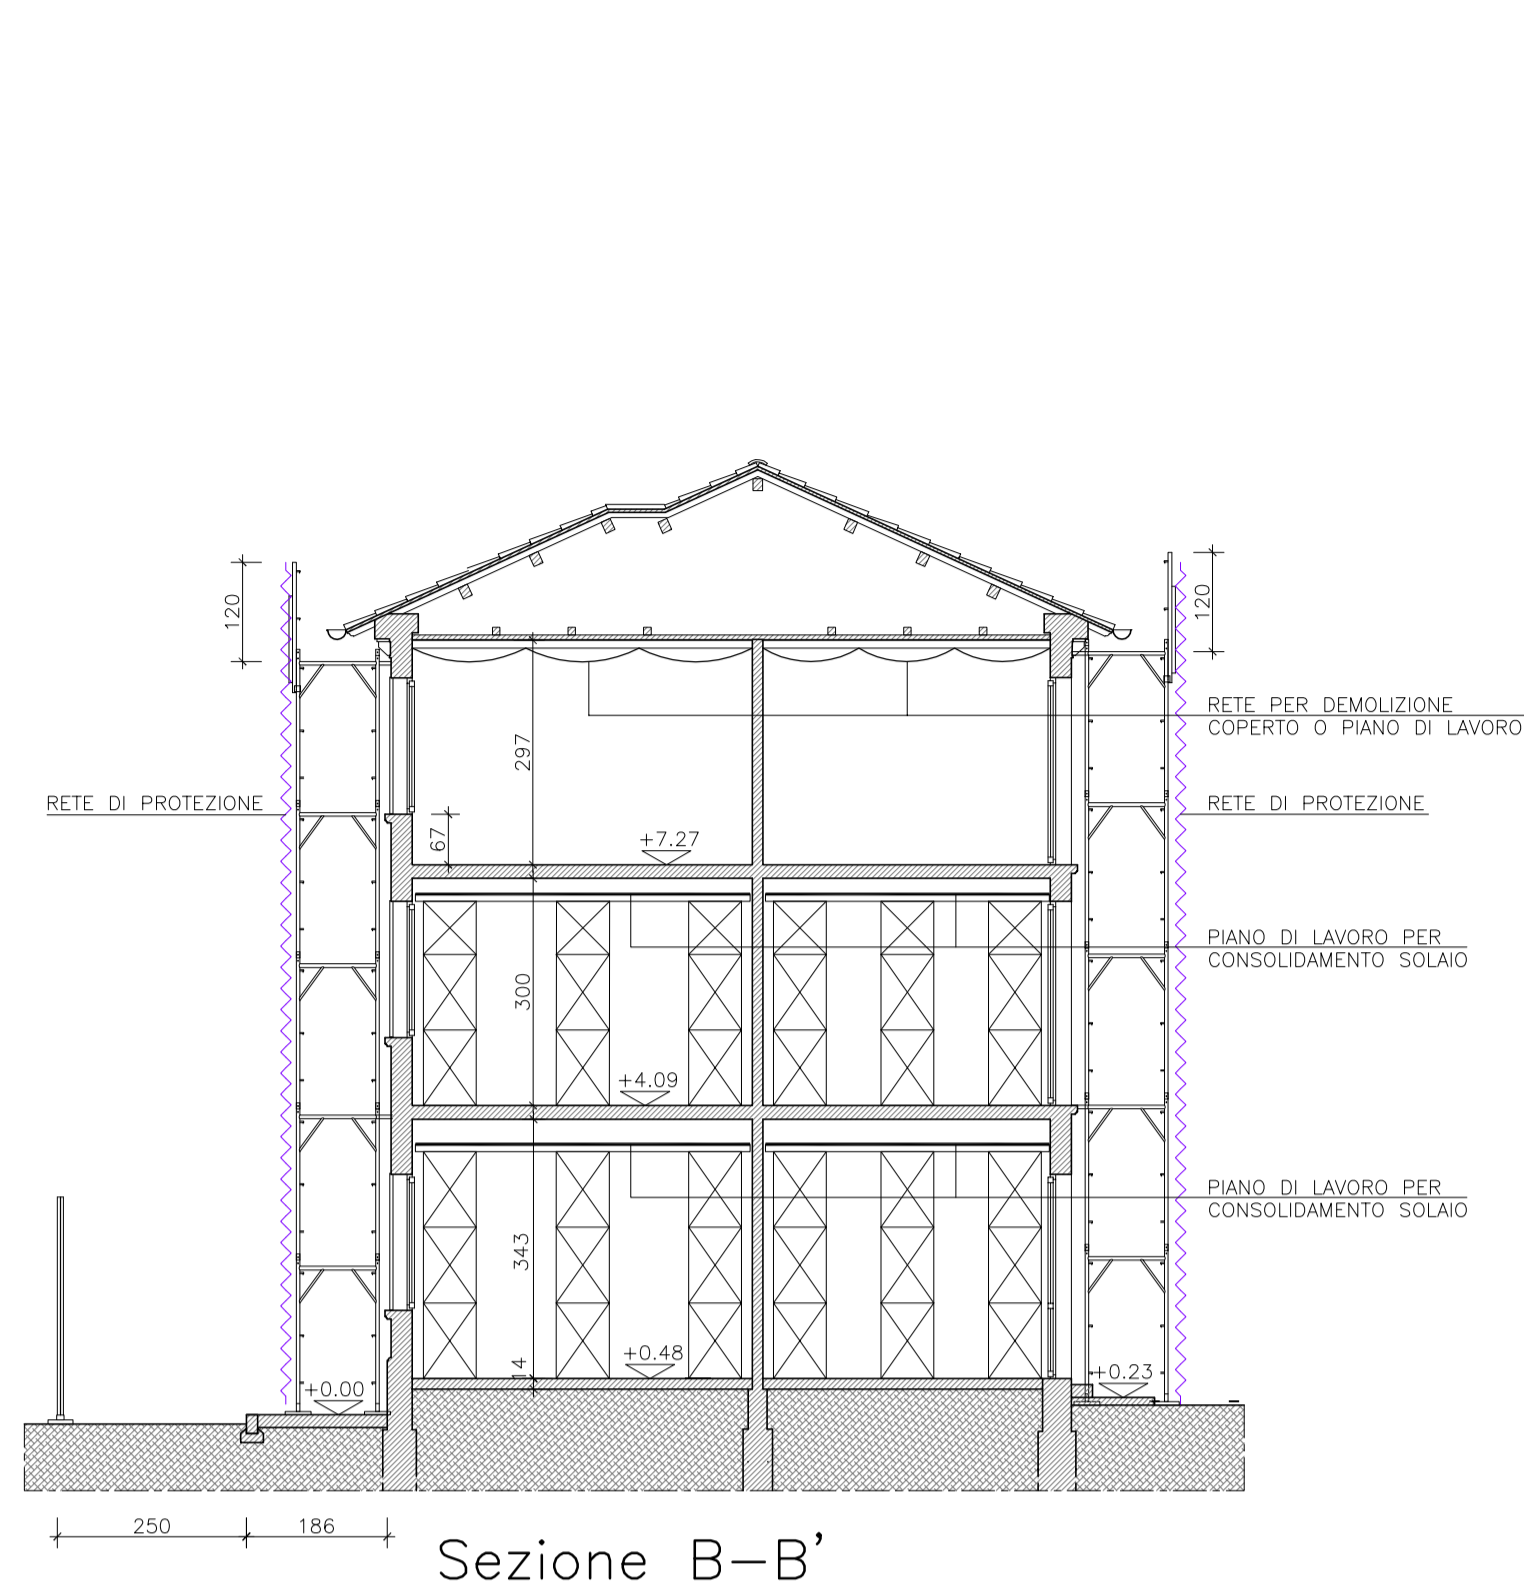 120
120
RETE PER DEMOLIZIONE
COPERTO O PIANO DI LAVORO
297
RETE DI PROTEZIONE
RETE DI PROTEZIONE
67
+7.27
PIANO DI LAVORO PER
CONSOLIDAMENTO SOLAIO
300
+4.09
PIANO DI LAVORO PER
CONSOLIDAMENTO SOLAIO
343
+0.48
14
+0.23
+0.00
250
186
Sezione B-B'